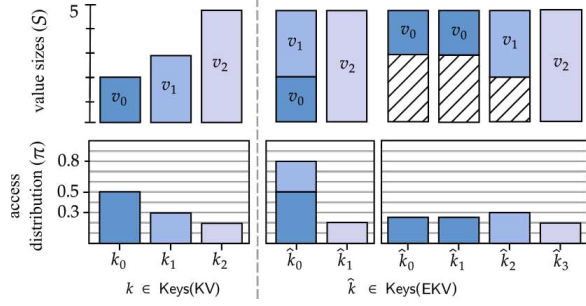 value sizes (S)
5
v0
v1
v2
v1
v0
v2
v0
v0
v1
v2
access
distribution (π)
0.8
0.5
0.3
k0
k1
k2
k̂0
k̂1
k̂0
k̂1
k̂2
k̂3
k ∈ Keys(KV)
k̂ ∈ Keys(EKV)